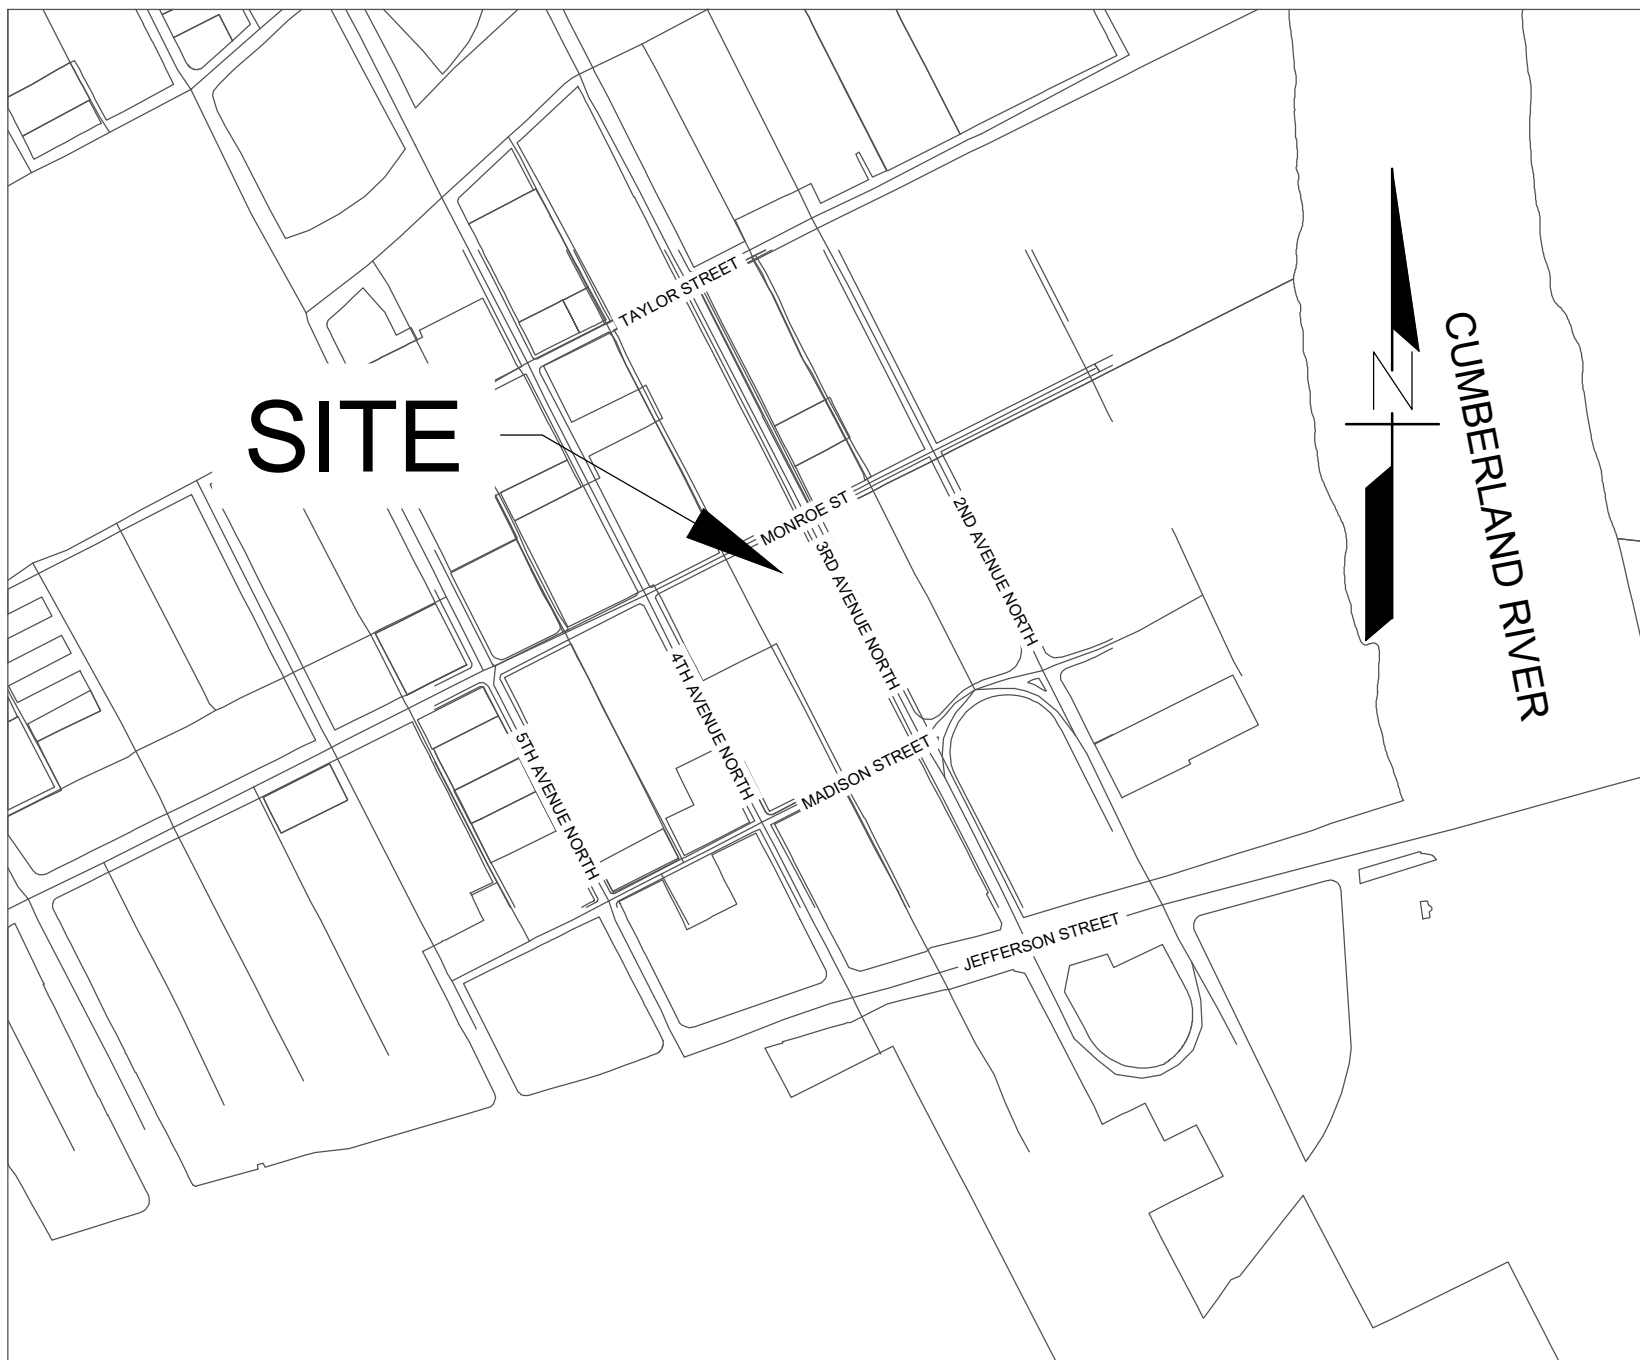 TAYLOR STREET
SITE
N
CUMBERLAND RIVER
MONROE ST
2ND AVENUE NORTH
3RD AVENUE NORTH
4TH AVENUE NORTH
5TH AVENUE NORTH
MADISON STREET
JEFFERSON STREET